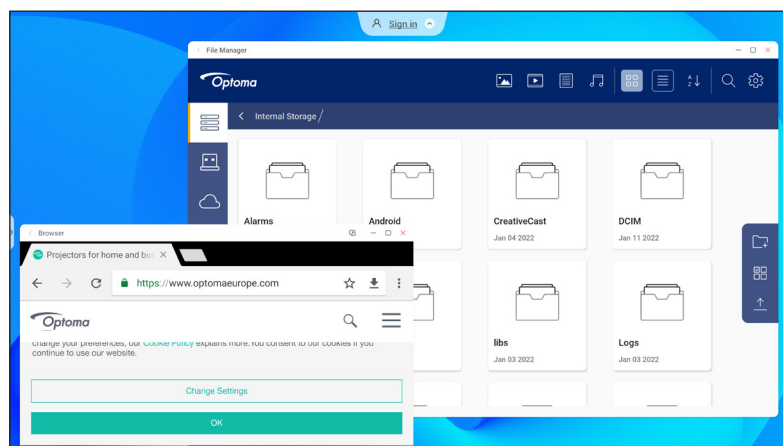 Sign in
File Manager
Optoma
Internal Storage /
Alarms
Android
CreativeCast
Jan 04 2022
DCIM
Jan 11 2022
libs
Jan 03 2022
Logs
Jan 03 2022
Browser
Projectors for home and bus
https://www.optomaeurope.com
Optoma
change your preferences, our Cookie Policy explains more. You consent to our cookies if you
continue to use our website.
Change Settings
OK